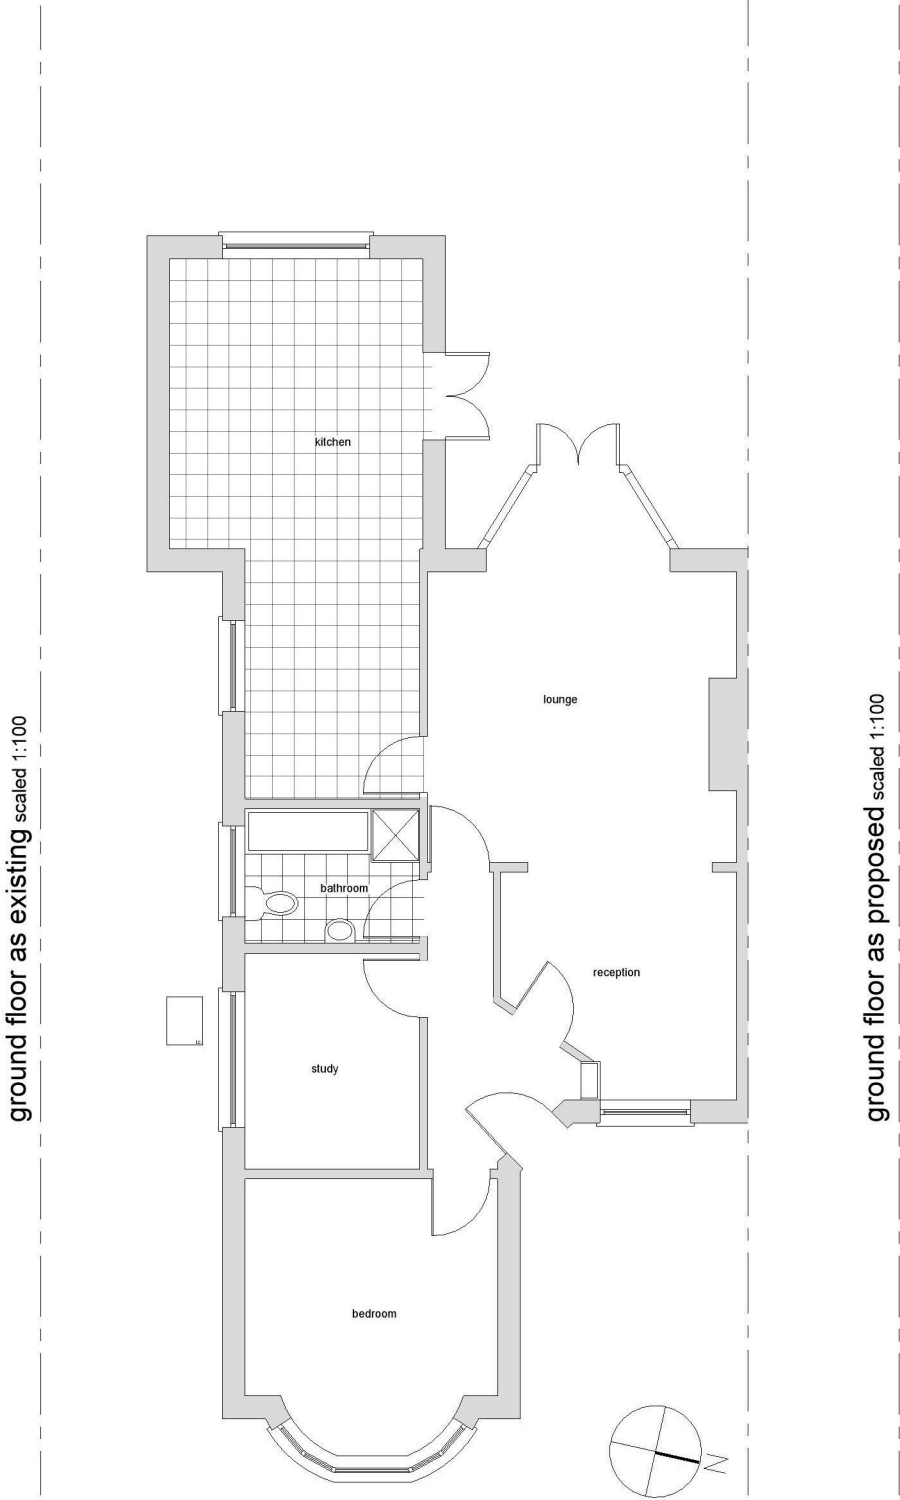 kitchen
lounge
bathroom
reception
study
bedroom
ground floor as existing scaled 1:100
ground floor as proposed scaled 1:100
N